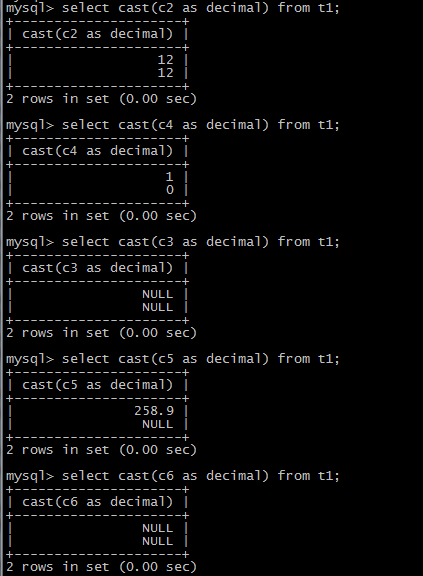 mysql> select cast(c2 as decimal) from t1;
+---------------------+
| cast(c2 as decimal) |
+---------------------+
|                  12 |
|                  12 |
+---------------------+
2 rows in set (0.00 sec)
mysql> select cast(c4 as decimal) from t1;
+---------------------+
| cast(c4 as decimal) |
+---------------------+
|                   1 |
|                   0 |
+---------------------+
2 rows in set (0.00 sec)
mysql> select cast(c3 as decimal) from t1;
+---------------------+
| cast(c3 as decimal) |
+---------------------+
|                NULL |
|                NULL |
+---------------------+
2 rows in set (0.00 sec)
mysql> select cast(c5 as decimal) from t1;
+---------------------+
| cast(c5 as decimal) |
+---------------------+
|               258.9 |
|                NULL |
+---------------------+
2 rows in set (0.00 sec)
mysql> select cast(c6 as decimal) from t1;
+---------------------+
| cast(c6 as decimal) |
+---------------------+
|                NULL |
|                NULL |
+---------------------+
2 rows in set (0.00 sec)